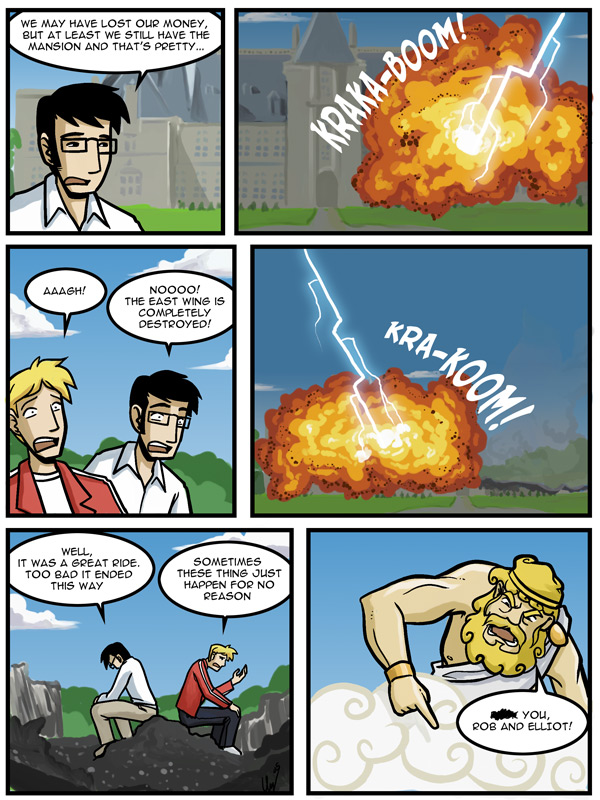 WE MAY HAVE LOST OUR MONEY,
BUT AT LEAST WE STILL HAVE THE
MANSION AND THAT'S PRETTY...
KRAKA-BOOM!
AAAGH!
NOOOO!
THE EAST WING IS
COMPLETELY
DESTROYED!
KRA-KOOM!
WELL,
IT WAS A GREAT RIDE.
TOO BAD IT ENDED
THIS WAY
SOMETIMES
THESE THING JUST
HAPPEN FOR NO
REASON
YOU,
ROB AND ELLIOT!